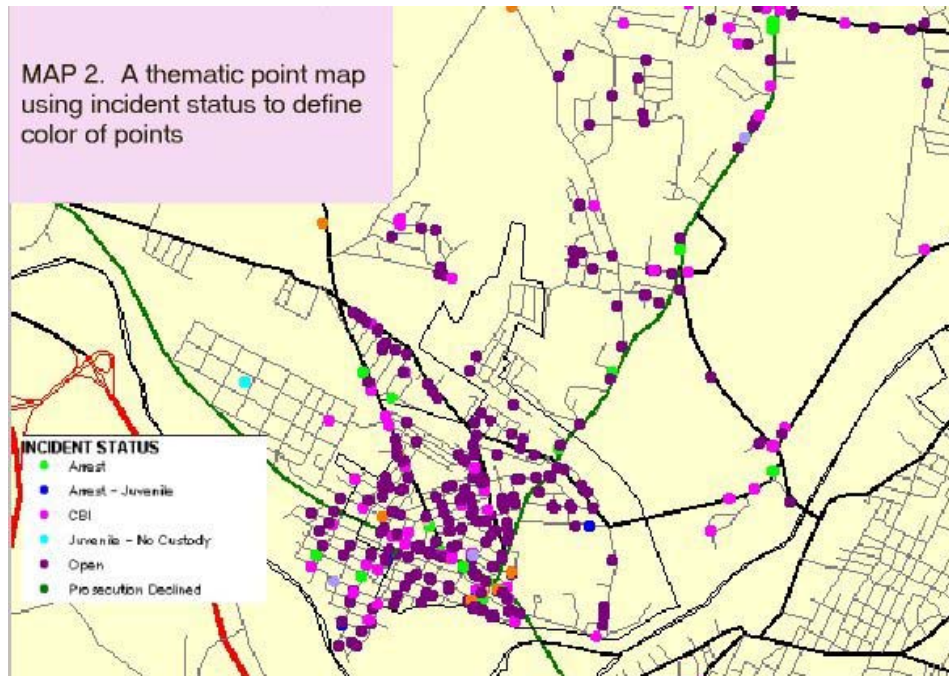 MAP 2. A thematic point map
using incident status to define
color of points
INCIDENT STATUS
Arrest
Arrest - Juvenile
CBI
Juvenile - No Custody
Open
Prosecution Declined